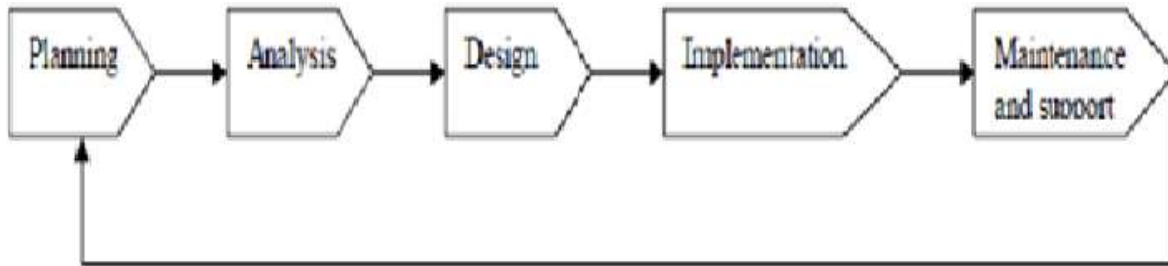 Planning
Analysis
Design
Implementation
Maintenance
and support